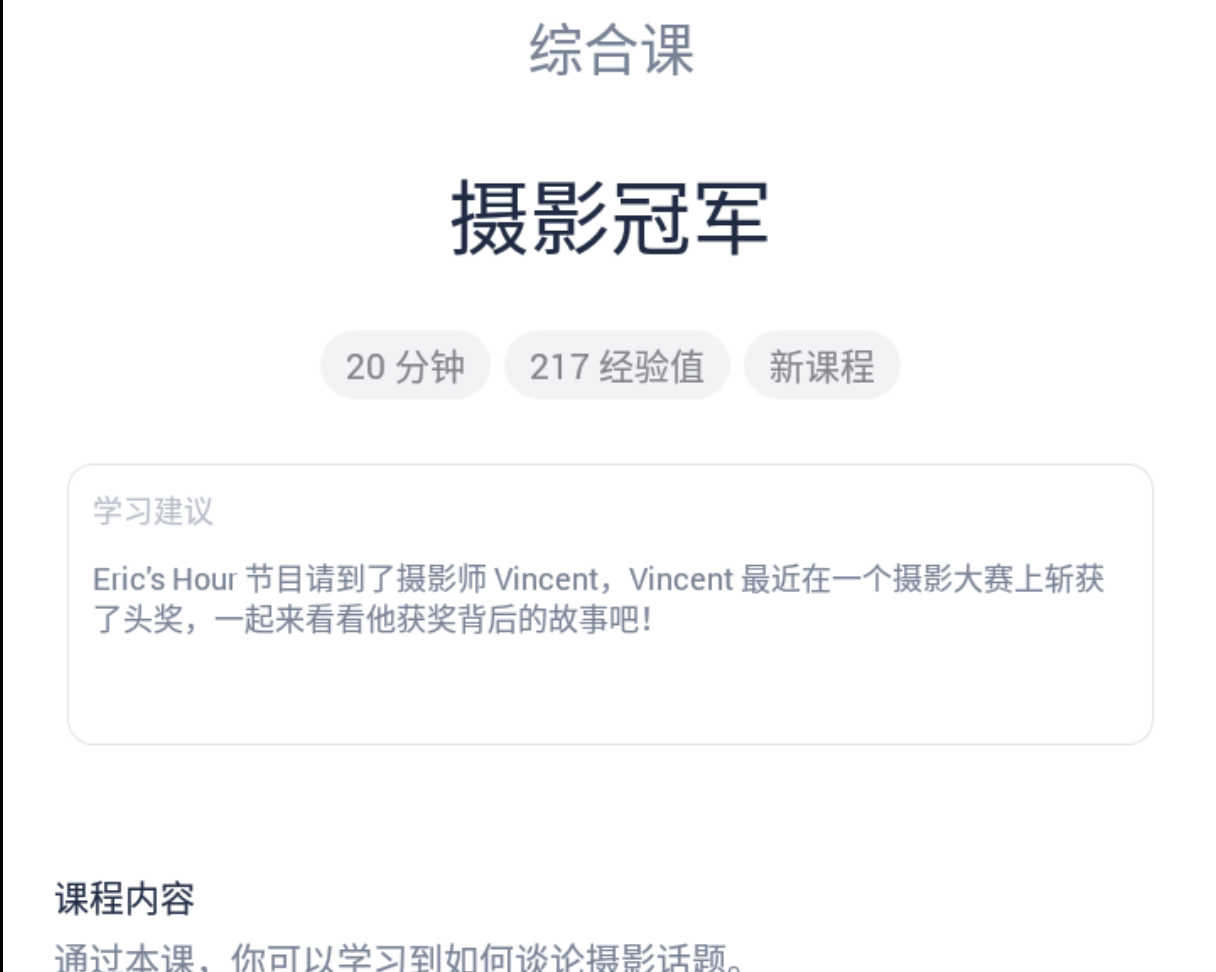 综合课
摄影冠军
20 分钟
217 经验值
新课程
学习建议
Eric's Hour 节目请到了摄影师 Vincent，Vincent 最近在一个摄影大赛上斩获
了头奖，一起来看看他获奖背后的故事吧！
课程内容
通过本课，你可以学习到如何谈论摄影话题。